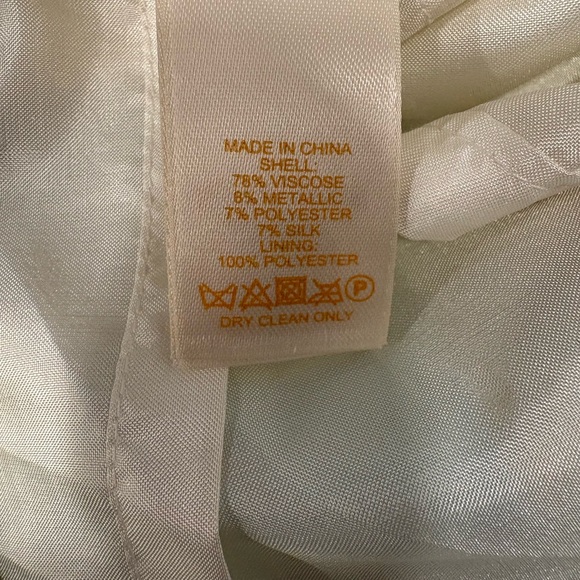 MADE IN CHINA
SHELL:
78% VISCOSE
8% METALLIC
7% POLYESTER
7% SILK
LINING:
100% POLYESTER
P
DRY CLEAN ONLY